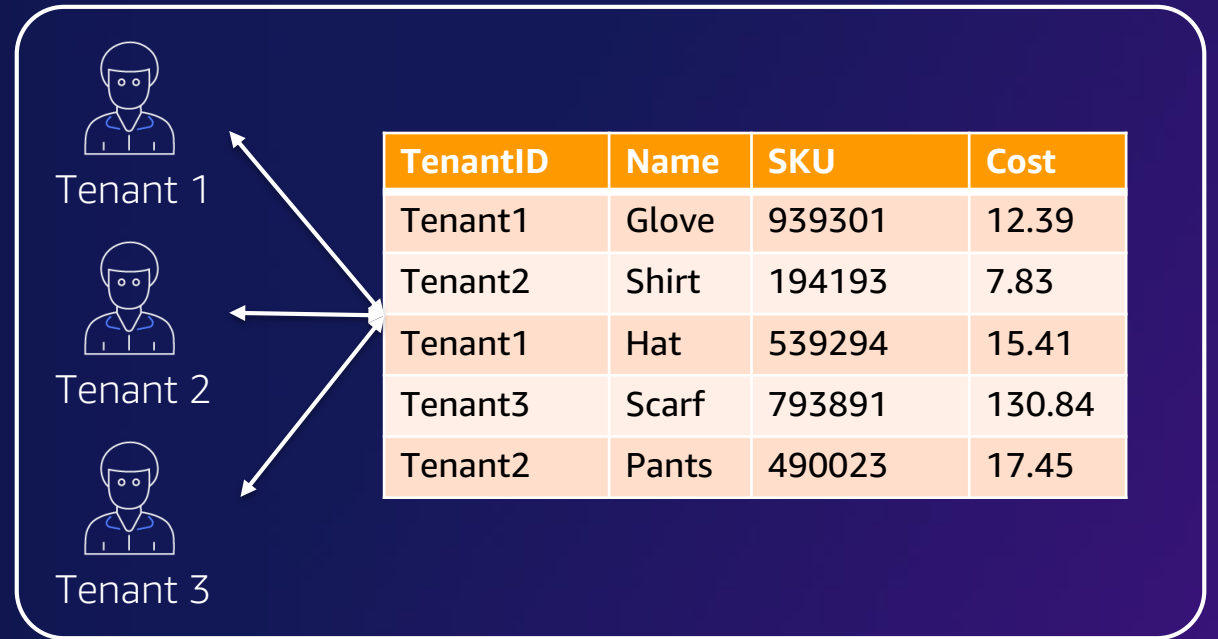 Tenant 1
Tenant 2
Tenant 3
TenantID Name SKU Cost
Tenant1 Glove 939301 12.39
Tenant2 Shirt 194193 7.83
Tenant1 Hat 539294 15.41
Tenant3 Scarf 793891 130.84
Tenant2 Pants 490023 17.45